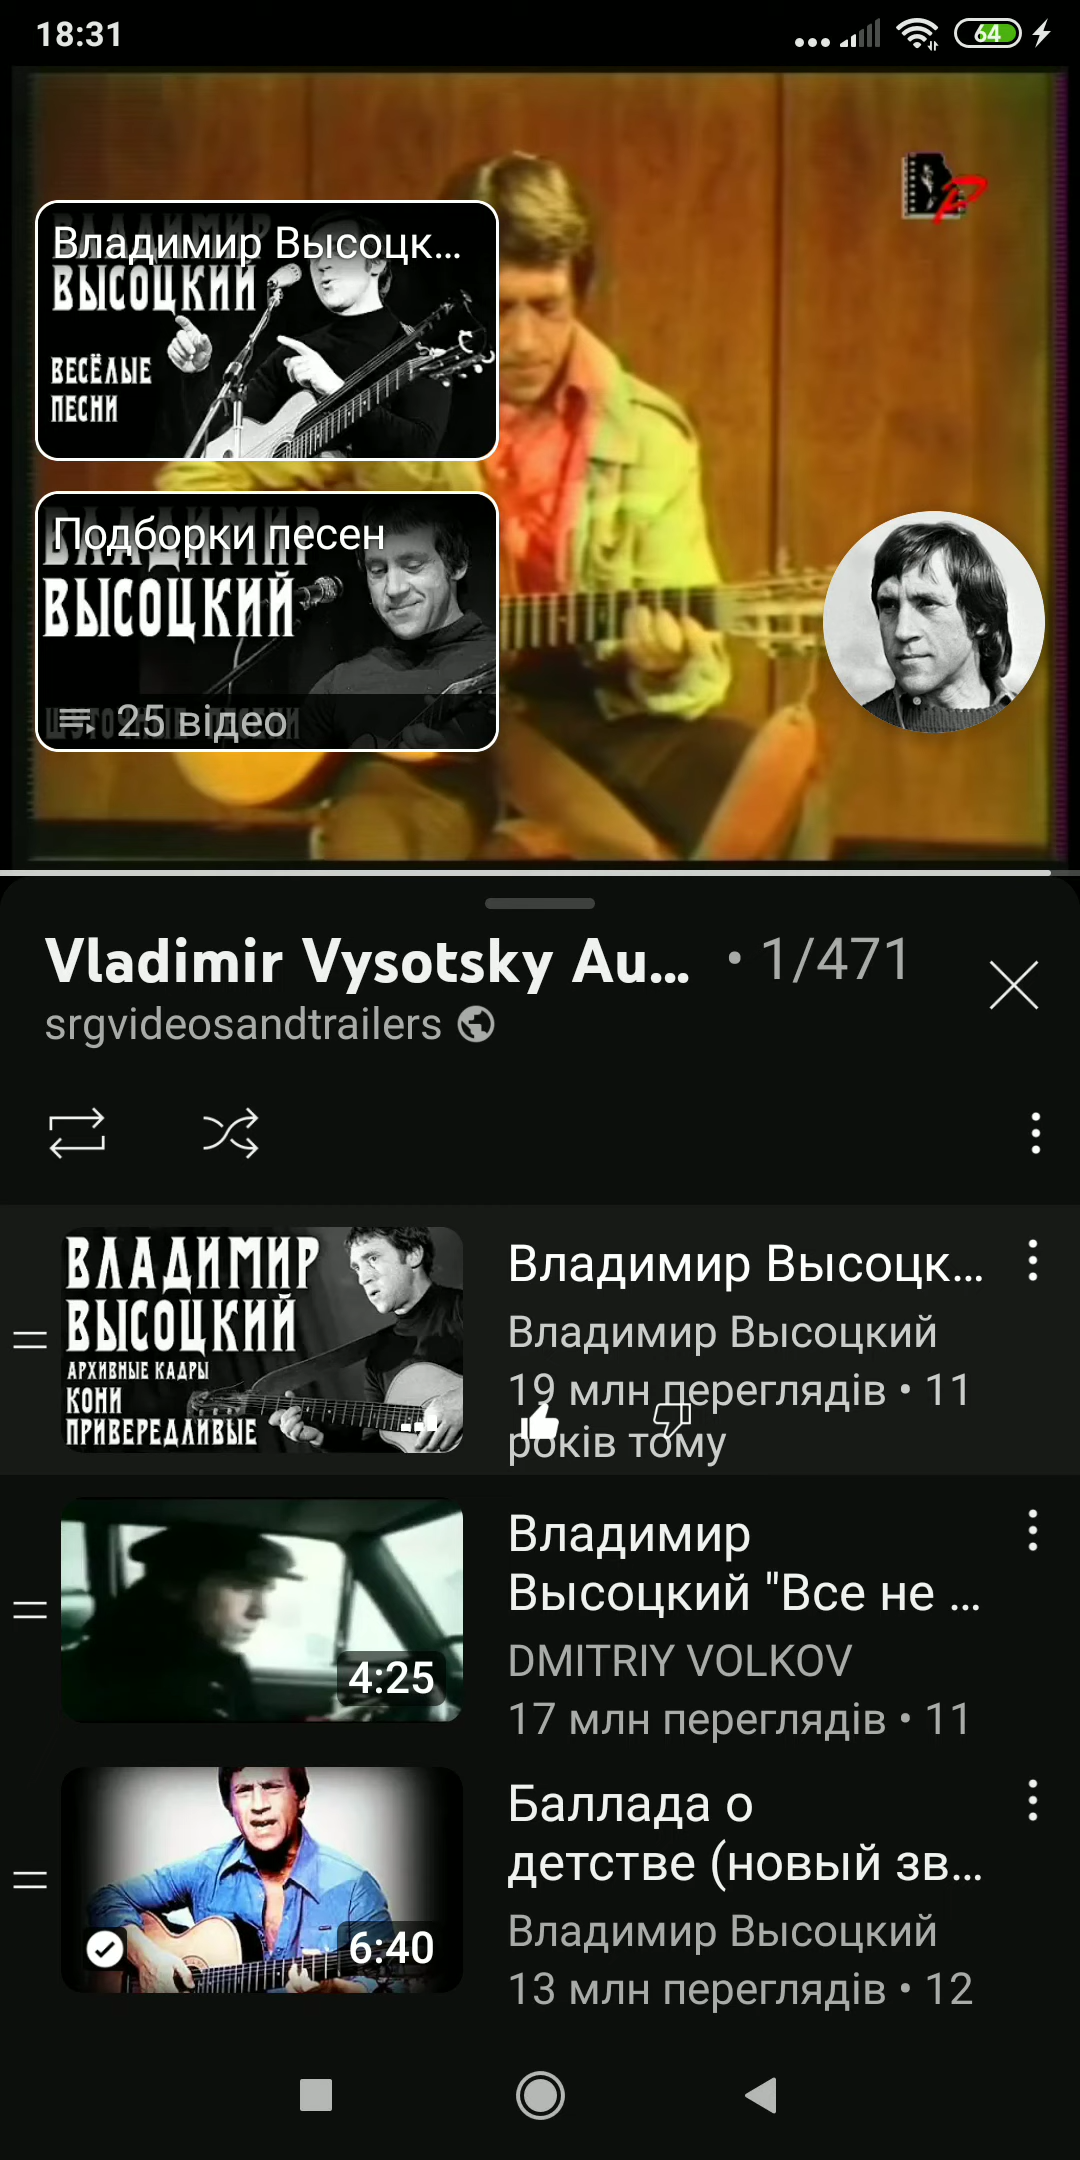 18:31
64
Владимир Высоцк...
ВЫСОЦКИЙ
ВЕСЁЛЫЕ
ПЕСНИ
Подборки песен
ВЫСОЦКИЙ
25 відео
Vladimir Vysotsky Au... • 1/471
srgvideosandtrailers
ВЛАДИМИР
ВЫСОЦКИЙ
АРХИВНЫЕ КАДРЫ
КОНИ
ПРИВЕРЕДЛИВЫЕ
Владимир Высоцк...
Владимир Высоцкий
19 млн переглядів • 11
років тому
4:25
Владимир
Высоцкий "Все не ...
DMITRIY VOLKOV
17 млн переглядів • 11
6:40
Баллада о
детстве (новый зв...
Владимир Высоцкий
13 млн переглядів • 12